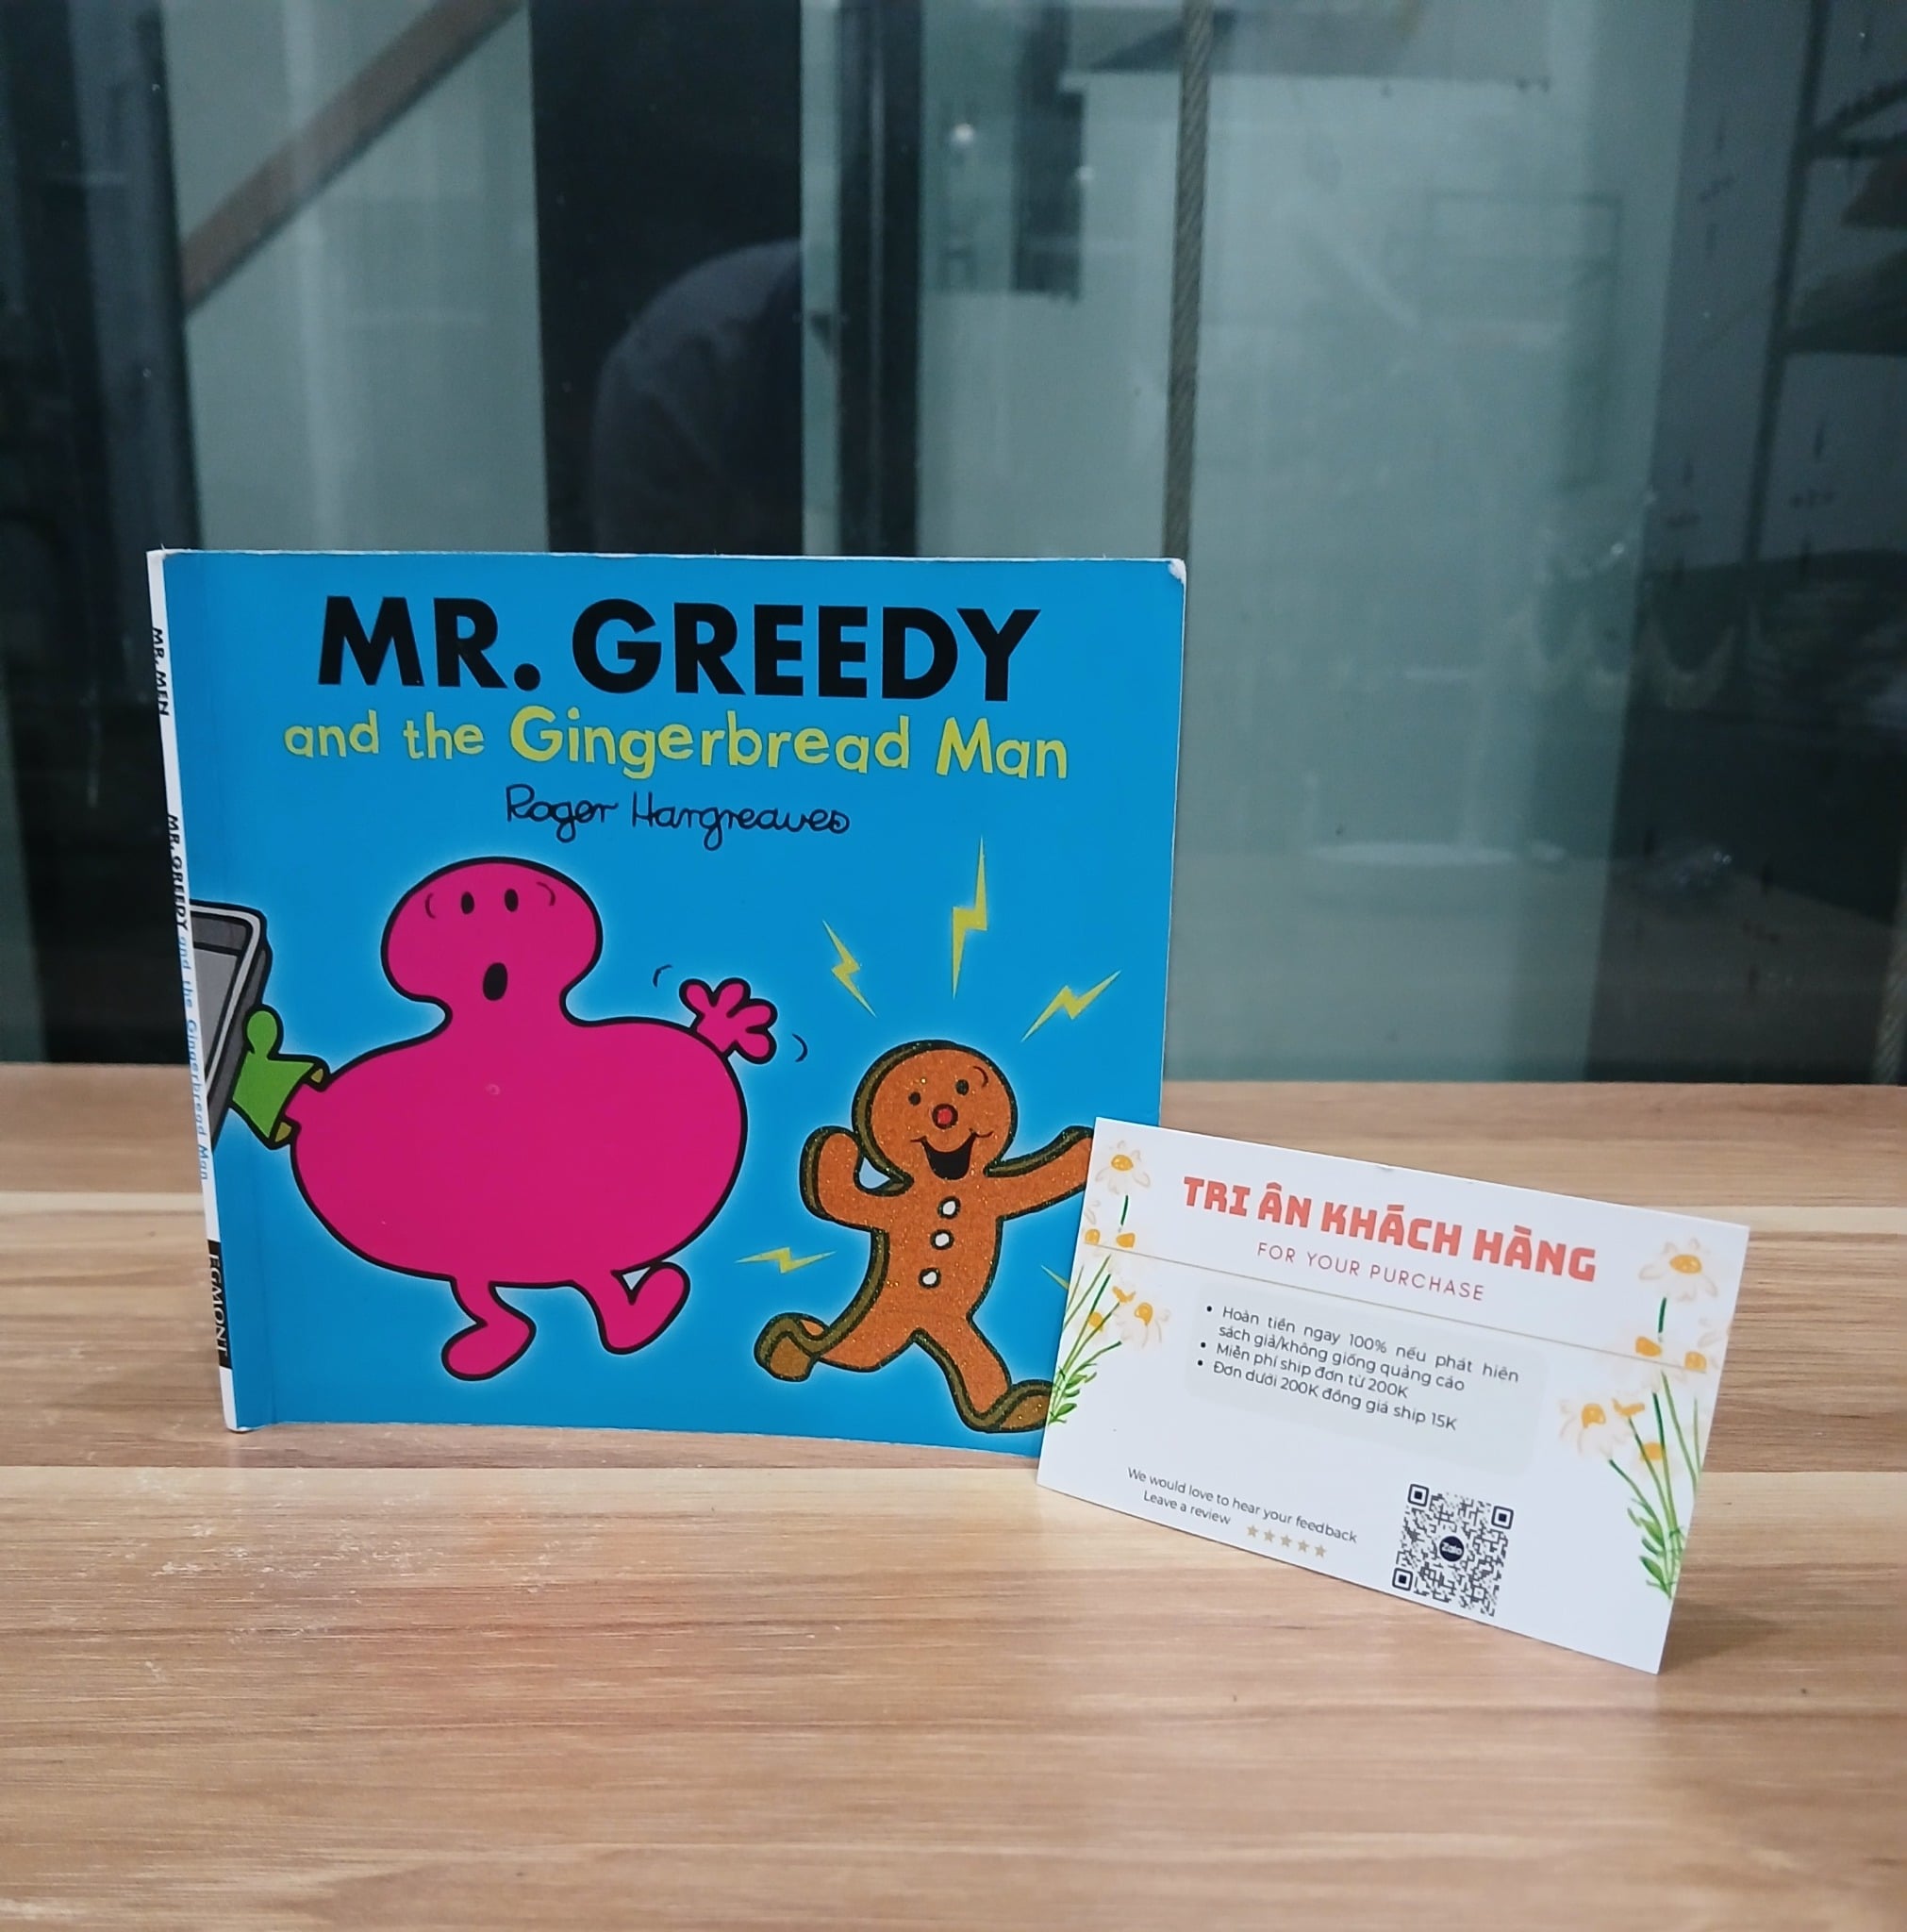 MR. GREEDY
and the Gingerbread Man
Roger Hargreaves
MR. MEN
MR. GREEDY and the Gingerbread Man
EGMONT
TRI ÂN KHÁCH HÀNG
FOR YOUR PURCHASE
• Hoàn tiền ngay 100% nếu phát hiện
sách giả/không giống quảng cáo
• Miễn phí ship đơn từ 200K
• Đơn dưới 200K đồng giá ship 15K
We would love to hear your feedback
Leave a review
Zalo